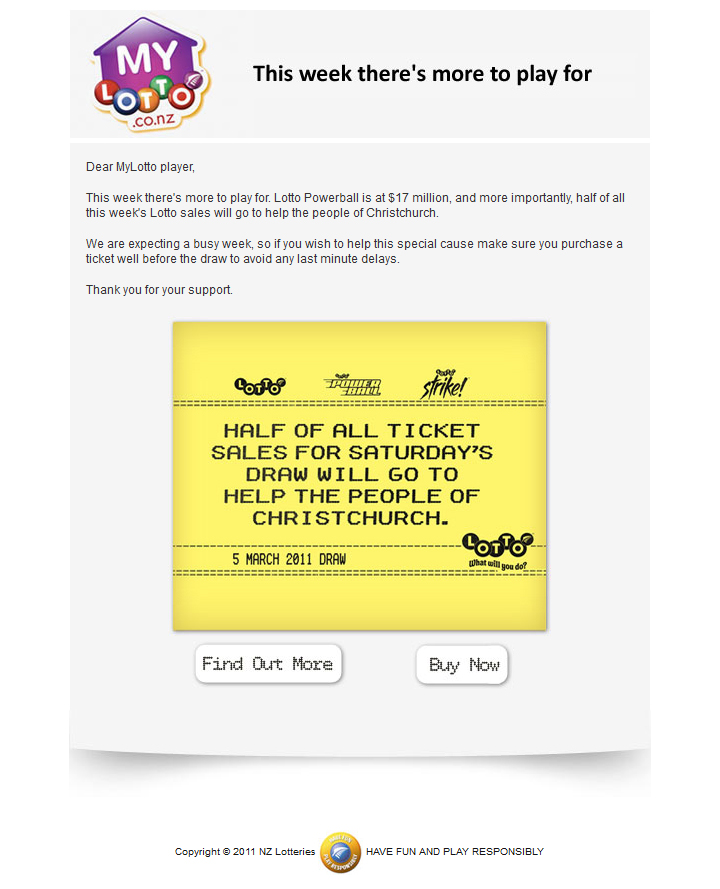 MY
LOTTO
.co.nz
This week there's more to play for
Dear MyLotto player,
This week there's more to play for. Lotto Powerball is at $17 million, and more importantly, half of all
this week's Lotto sales will go to help the people of Christchurch.
We are expecting a busy week, so if you wish to help this special cause make sure you purchase a
ticket well before the draw to avoid any last minute delays.
Thank you for your support.
LOTTO POWER BALL LOTTO strike!
HALF OF ALL TICKET
SALES FOR SATURDAY'S
DRAW WILL GO TO
HELP THE PEOPLE OF
CHRISTCHURCH.
LOTTO
What will you do?
5 MARCH 2011 DRAW
Find Out More Buy Now
Copyright © 2011 NZ Lotteries PLAY RESPONSIBLY HAVE FUN AND PLAY RESPONSIBLY